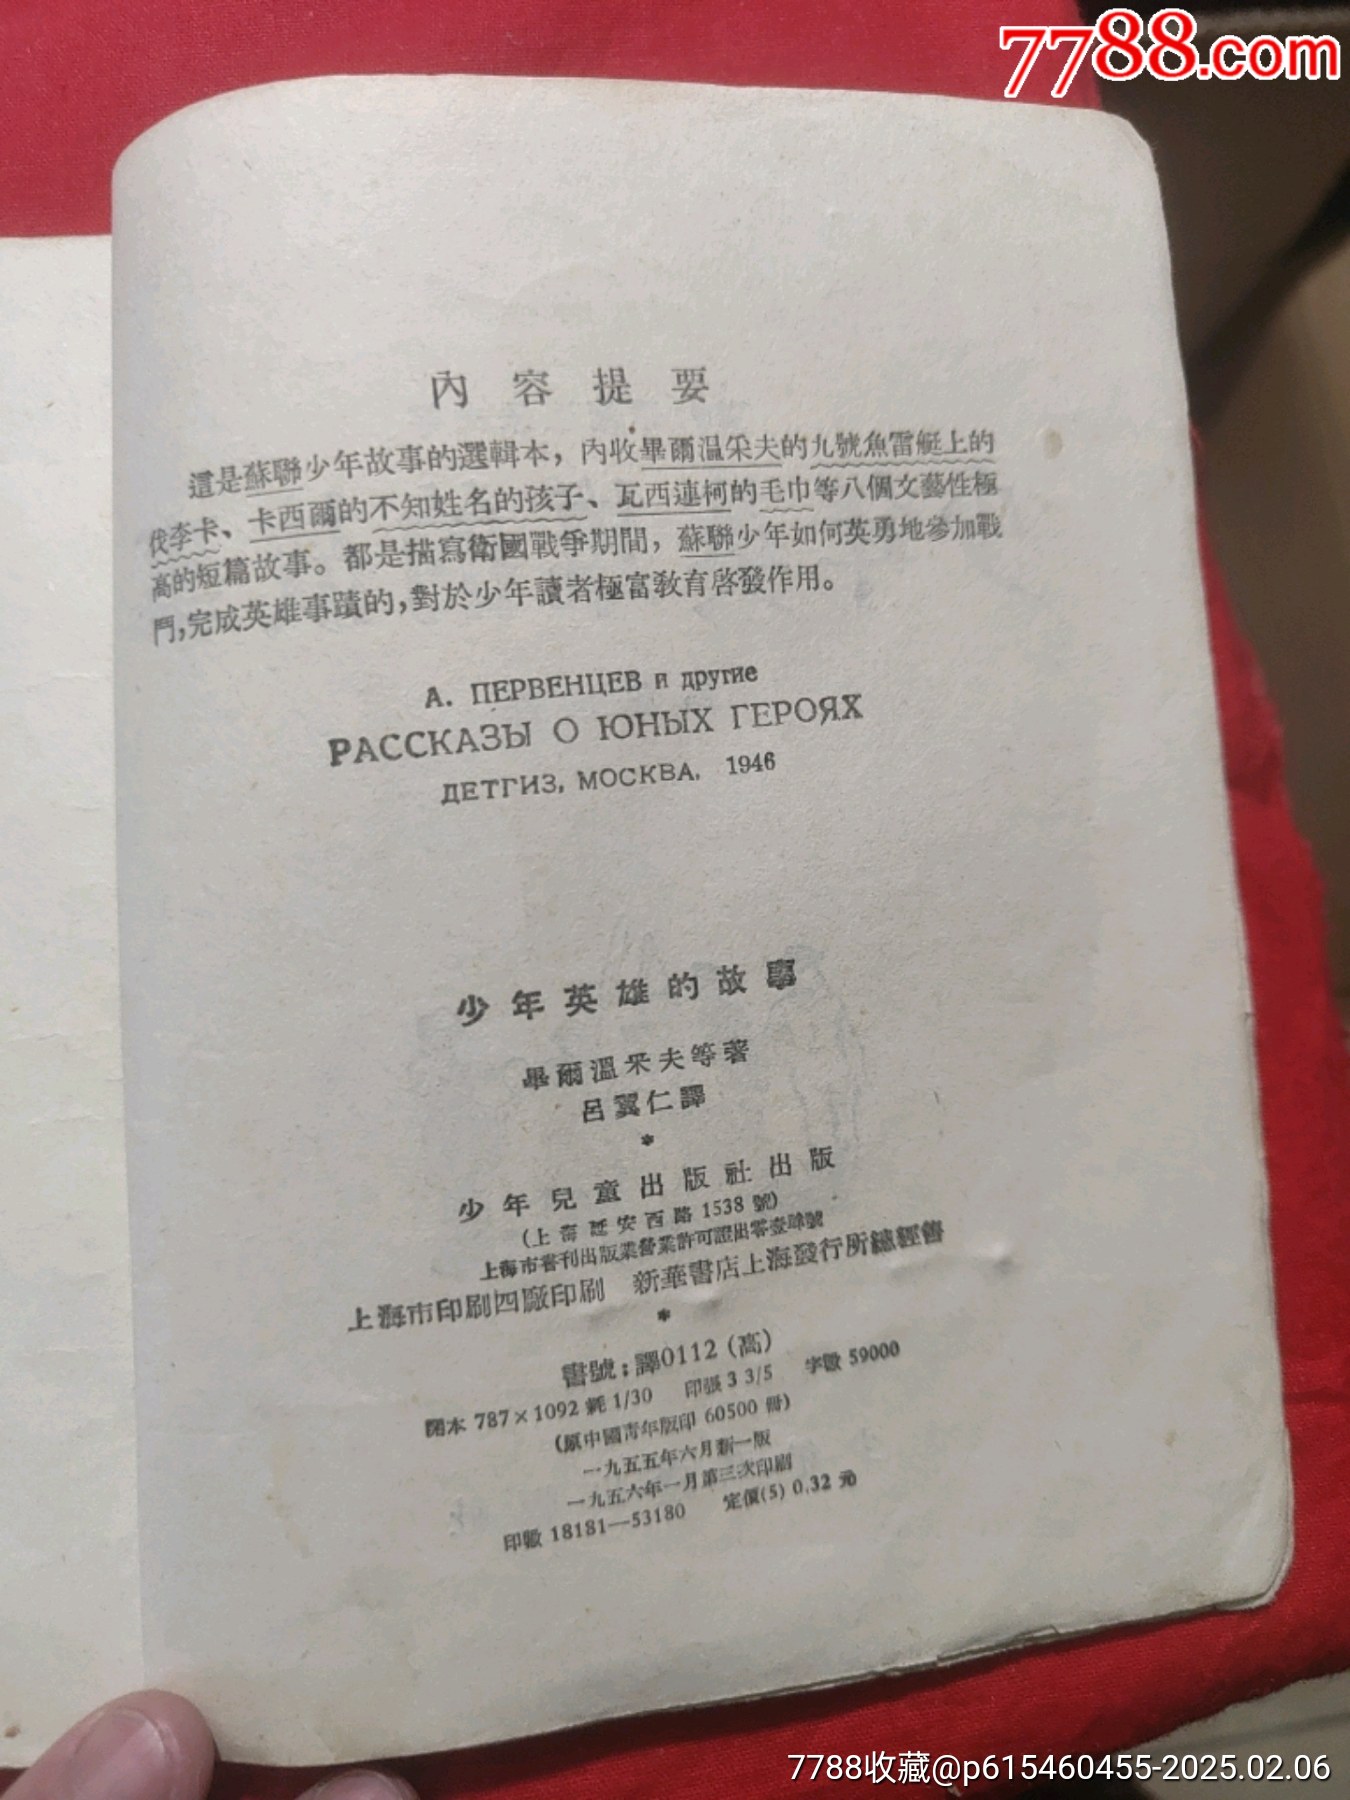 7788.com
內容提要
這是蘇聯少年故事的選輯本，內收畢爾溫采夫的九號魚雷艇上的
伐李卡、卡西爾的不知姓名的孩子、瓦西連柯的毛巾等八個文藝性極
高的短篇故事。都是描寫衛國戰爭期間，蘇聯少年如何英勇地參加戰
鬥，完成英雄事蹟的，對於少年讀者極富敎育啓發作用。
А. ПЕРВЕНЦЕВ и другие
РАССКАЗЫ О ЮНЫХ ГЕРОЯХ
ДЕТГИЗ, МОСКВА, 1946
少年英雄的故事
畢爾溫采夫等著
呂翼仁譯
*
少年兒童出版社出版
(上海延安西路1538號)
上海市書刊出版業營業許可證出零壹肆號
上海市印刷四廠印刷 新華書店上海發行所總經售
*
書號：譯0112(高)
開本 787×1092 耗 1/30 印張 3 3/5 字數 59000
(原中國靑年版印 60500 冊)
一九五五年六月新一版
一九五六年一月第三次印刷
印數 18181—53180 定價(5) 0.32 元
7788收藏@p615460455-2025.02.06